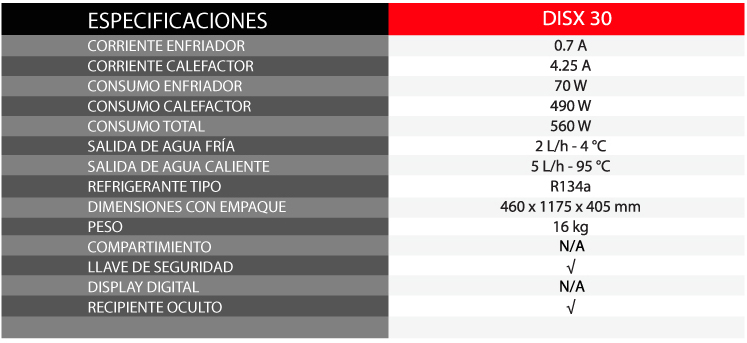 ESPECIFICACIONES DISX 30
CORRIENTE ENFRIADOR 0.7 A
CORRIENTE CALEFACTOR 4.25 A
CONSUMO ENFRIADOR 70 W
CONSUMO CALEFACTOR 490 W
CONSUMO TOTAL 560 W
SALIDA DE AGUA FRÍA 2 L/h - 4 °C
SALIDA DE AGUA CALIENTE 5 L/h - 95 °C
REFRIGERANTE TIPO R134a
DIMENSIONES CON EMPAQUE 460 x 1175 x 405 mm
PESO 16 kg
COMPARTIMIENTO N/A
LLAVE DE SEGURIDAD √
DISPLAY DIGITAL N/A
RECIPIENTE OCULTO √